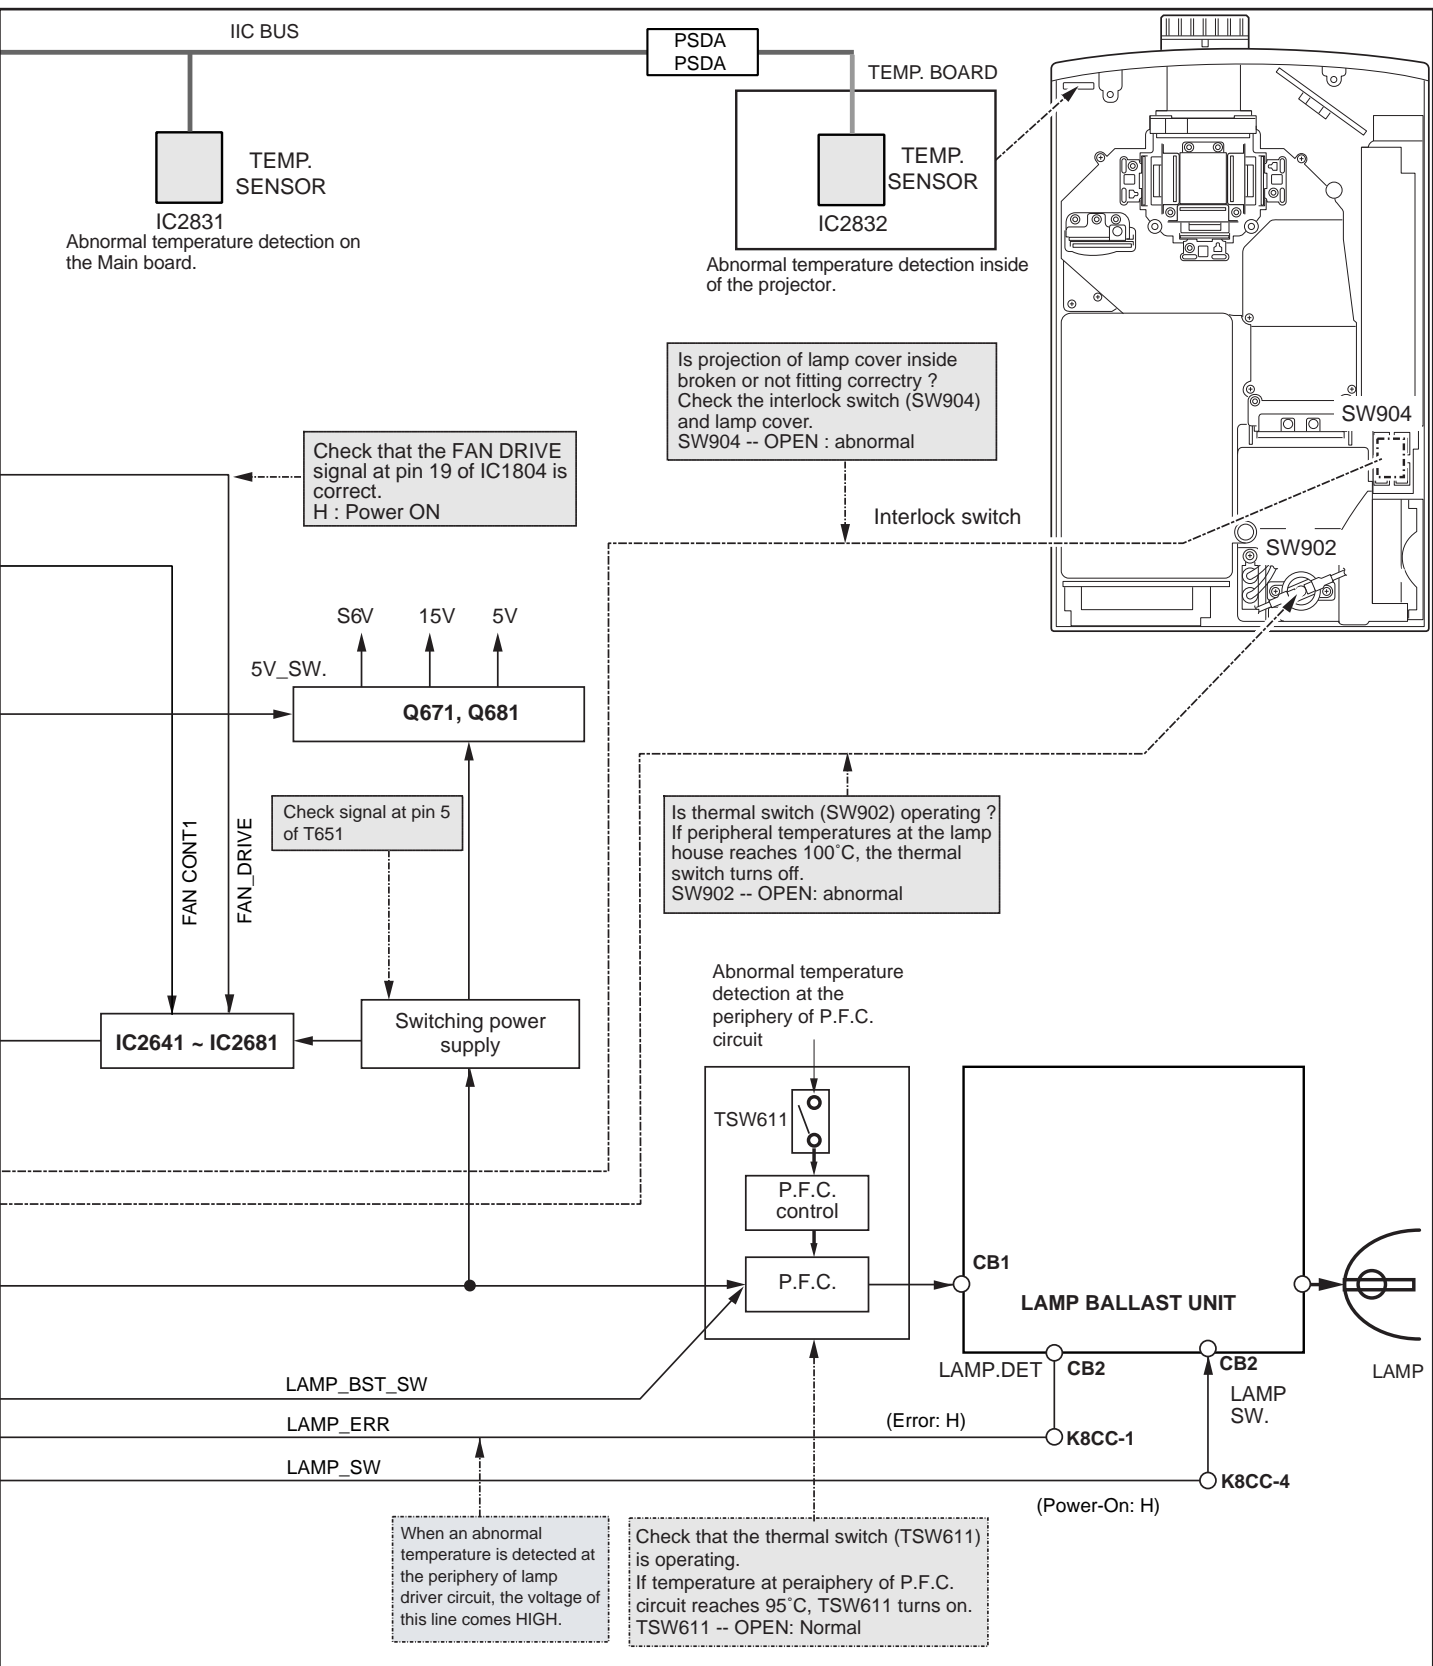 IIC BUS
PSDA
PSDA
TEMP. BOARD
TEMP.
SENSOR
IC2831
Abnormal temperature detection on
the Main board.
TEMP.
SENSOR
IC2832
Abnormal temperature detection inside
of the projector.
Is projection of lamp cover inside
broken or not fitting correctry ?
Check the interlock switch (SW904)
and lamp cover.
SW904 -- OPEN : abnormal
SW904
Check that the FAN DRIVE
signal at pin 19 of IC1804 is
correct.
H : Power ON
Interlock switch
SW902
S6V
15V
5V
5V_SW.
Q671, Q681
Check signal at pin 5
of T651
FAN CONT1
FAN_DRIVE
Is thermal switch (SW902) operating ?
If peripheral temperatures at the lamp
house reaches 100˚C, the thermal
switch turns off.
SW902 -- OPEN: abnormal
Abnormal temperature
detection at the
periphery of P.F.C.
circuit
IC2641 ~ IC2681
Switching power
supply
TSW611
P.F.C.
control
P.F.C.
CB1
LAMP BALLAST UNIT
LAMP.DET
CB2
CB2
LAMP
SW.
LAMP
LAMP_BST_SW
LAMP_ERR
(Error: H)
K8CC-1
LAMP_SW
K8CC-4
(Power-On: H)
When an abnormal
temperature is detected at
the periphery of lamp
driver circuit, the voltage of
this line comes HIGH.
Check that the thermal switch (TSW611)
is operating.
If temperature at peraiphery of P.F.C.
circuit reaches 95˚C, TSW611 turns on.
TSW611 -- OPEN: Normal